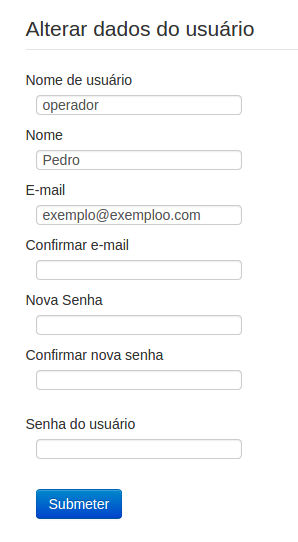 Alterar dados do usuário
Nome de usuário
operador
Nome
Pedro
E-mail
exemplo@exemploo.com
Confirmar e-mail
Nova Senha
Confirmar nova senha
Senha do usuário
Submeter